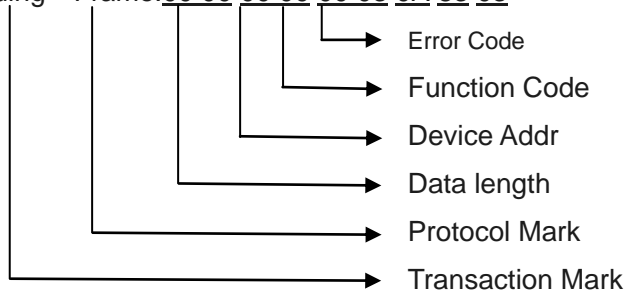 Error Code
Function Code
Device Addr
Data length
Protocol Mark
Transaction Mark